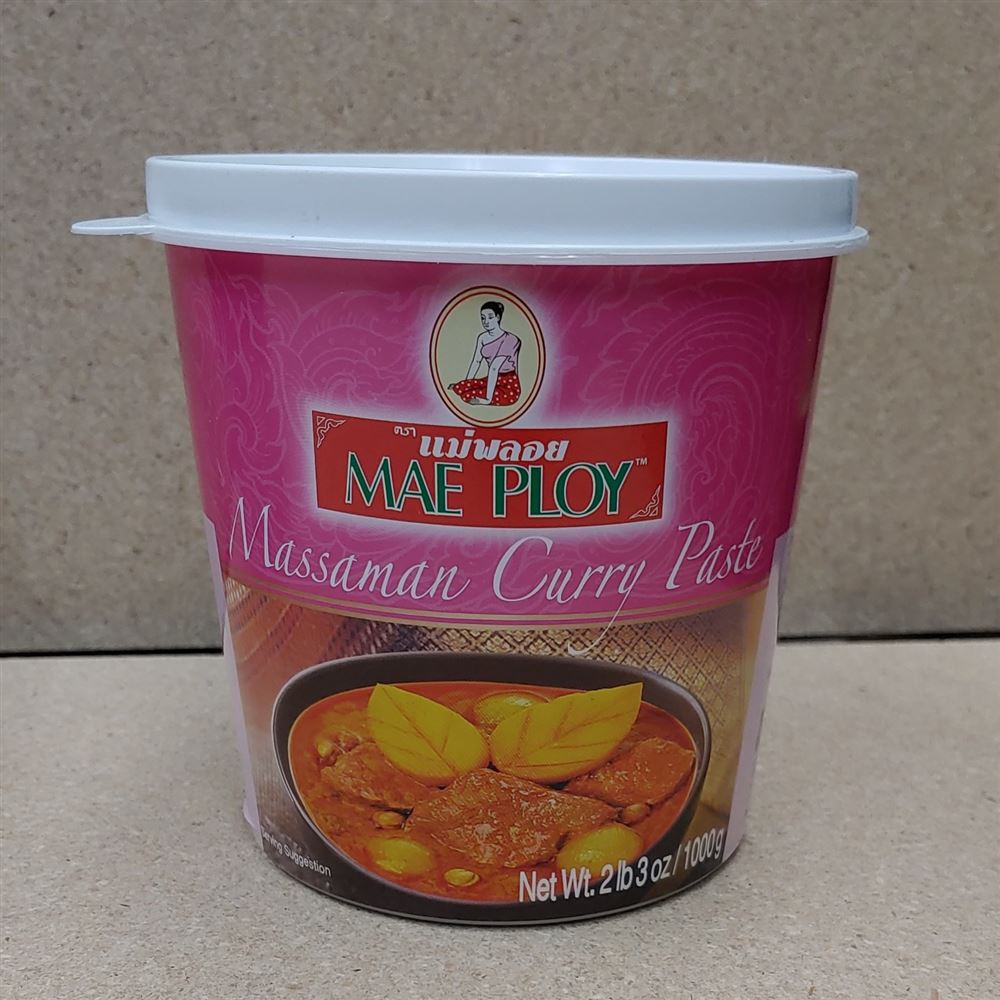 ตรา แม่พลอย
MAE PLOY™
Massaman Curry Paste
Serving Suggestion
Net Wt. 2 lb 3 oz / 1000g